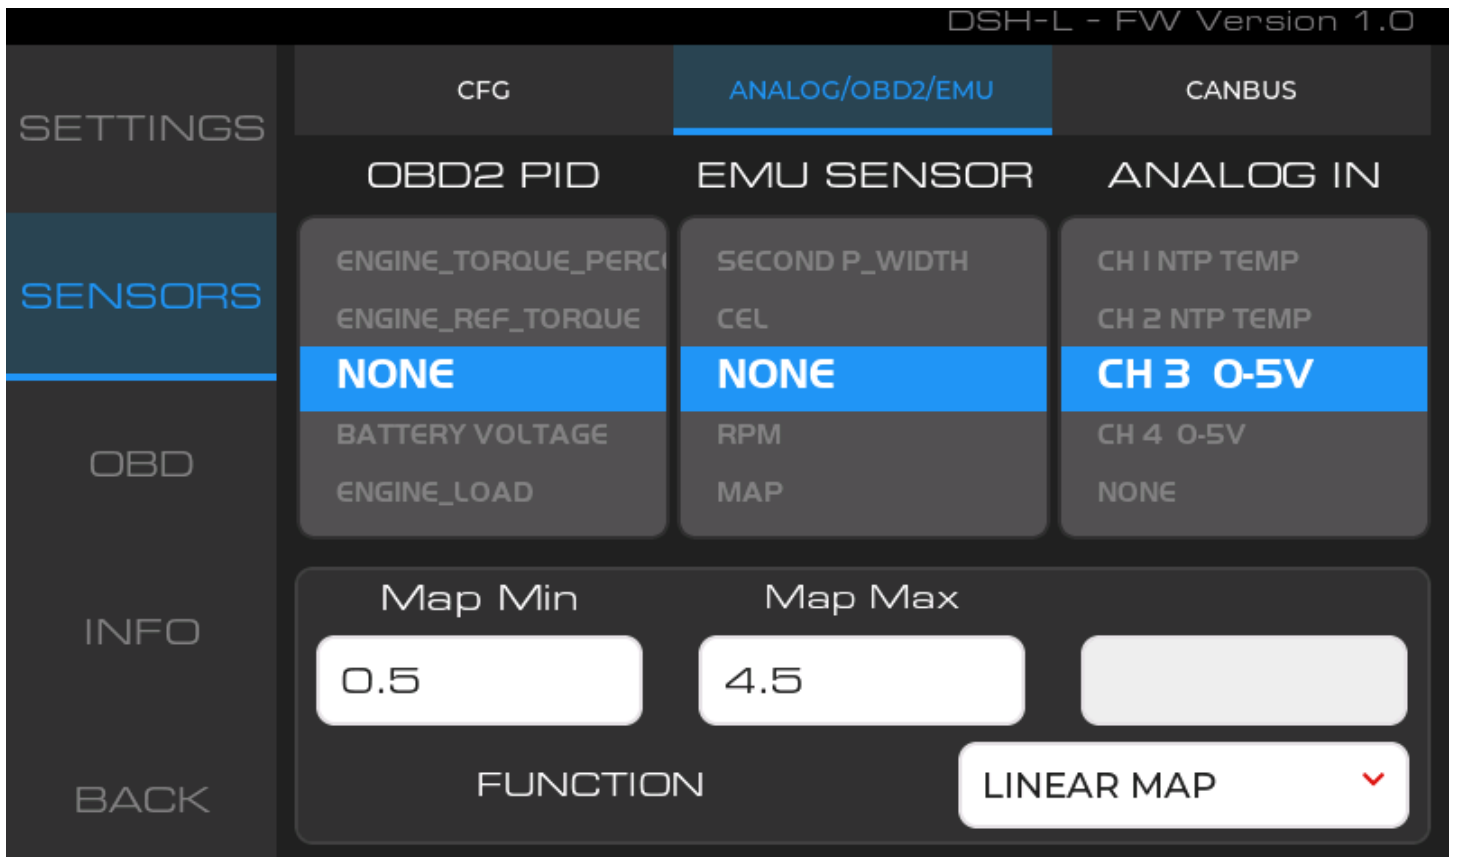 DSH-L - FW Version 1.0
SETTINGS
SENSORS
OBD
INFO
BACK
CFG
ANALOG/OBD2/EMU
CANBUS
OBD2 PID
ENGINE_TORQUE_PERC
ENGINE_REF_TORQUE
NONE
BATTERY VOLTAGE
ENGINE_LOAD
EMU SENSOR
SECOND P_WIDTH
CEL
NONE
RPM
MAP
ANALOG IN
CH 1 NTP TEMP
CH 2 NTP TEMP
CH 3 0-5V
CH 4 0-5V
NONE
Map Min
0.5
Map Max
4.5
FUNCTION
LINEAR MAP